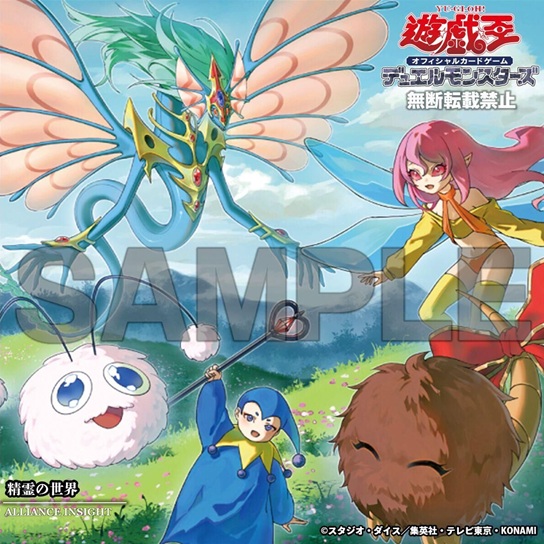 YU-GI-OH!
遊戯王
オフィシャルカードゲーム
デュエルモンスターズ
無断転載禁止
SAMPLE
精霊の世界
ALLIANCE INSIGHT
©スタジオ・ダイス／集英社・テレビ東京・KONAMI